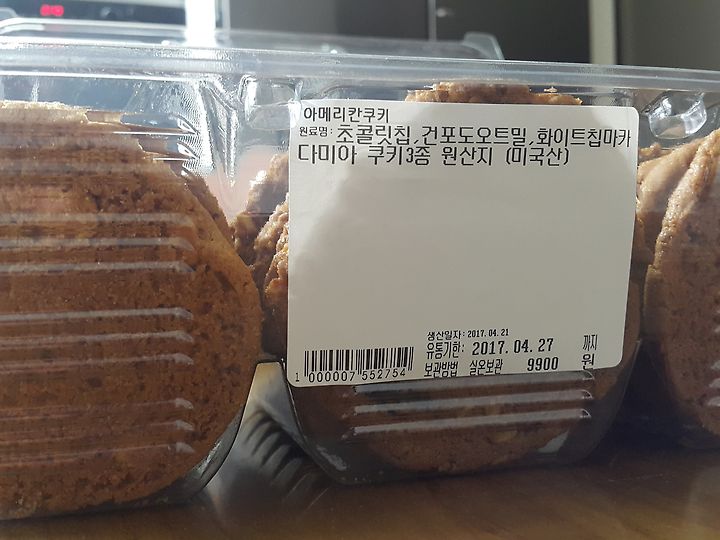 아메리칸쿠키
원료명: 초콜릿칩,건포도오트밀,화이트칩마카
다미아 쿠키3종 원산지 (미국산)
생산일자: 2017.04.21
유통기한: 2017.04.27 까지
보관방법 실온보관 9900 원
1 000007 552754